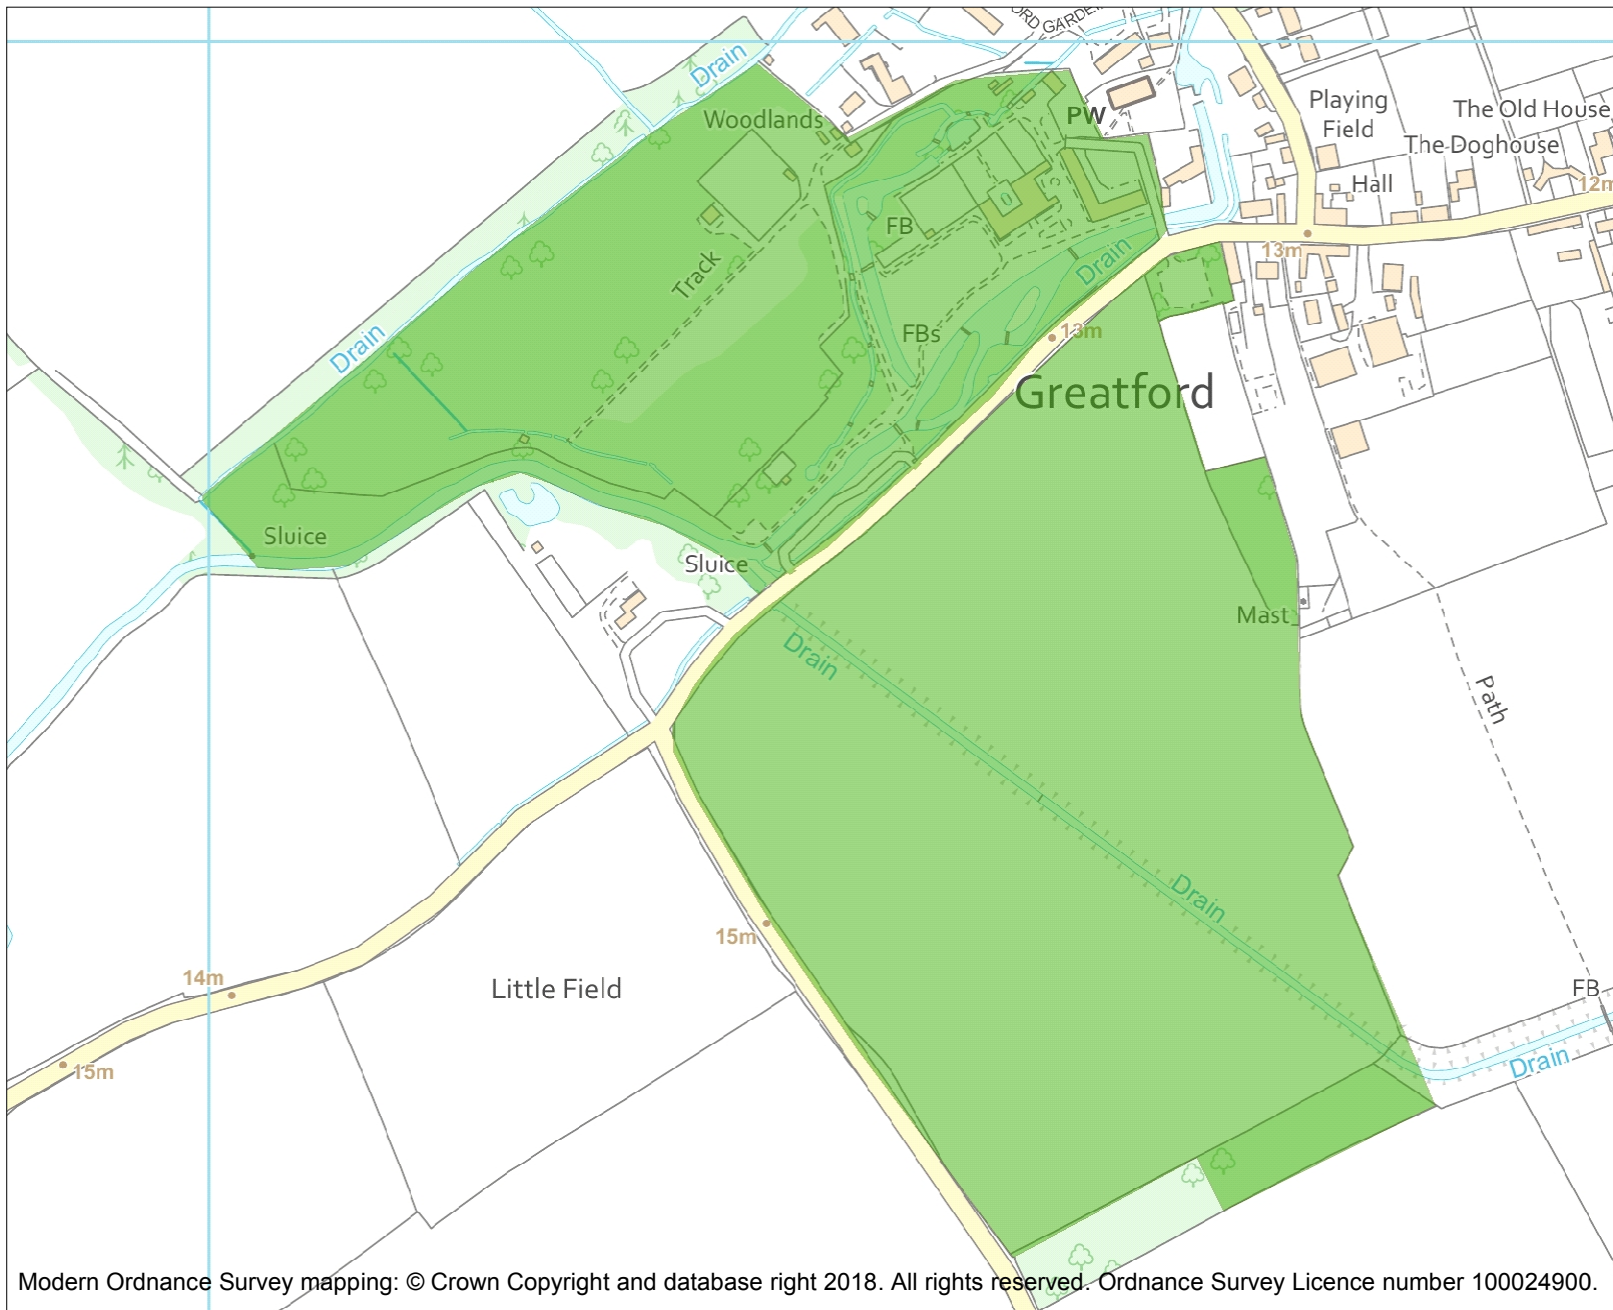 ORD GARDE
Drain
Woodlands
PW
Playing
Field
The Old House
The Doghouse
Hall
12m
FB
13m
Drain
Track
FBs
13m
Drain
Greatford
Sluice
Sluice
Mast
Drain
Path
Drain
15m
14m
Little Field
FB
15m
Drain
Modern Ordnance Survey mapping: © Crown Copyright and database right 2018. All rights reserved. Ordnance Survey Licence number 100024900.